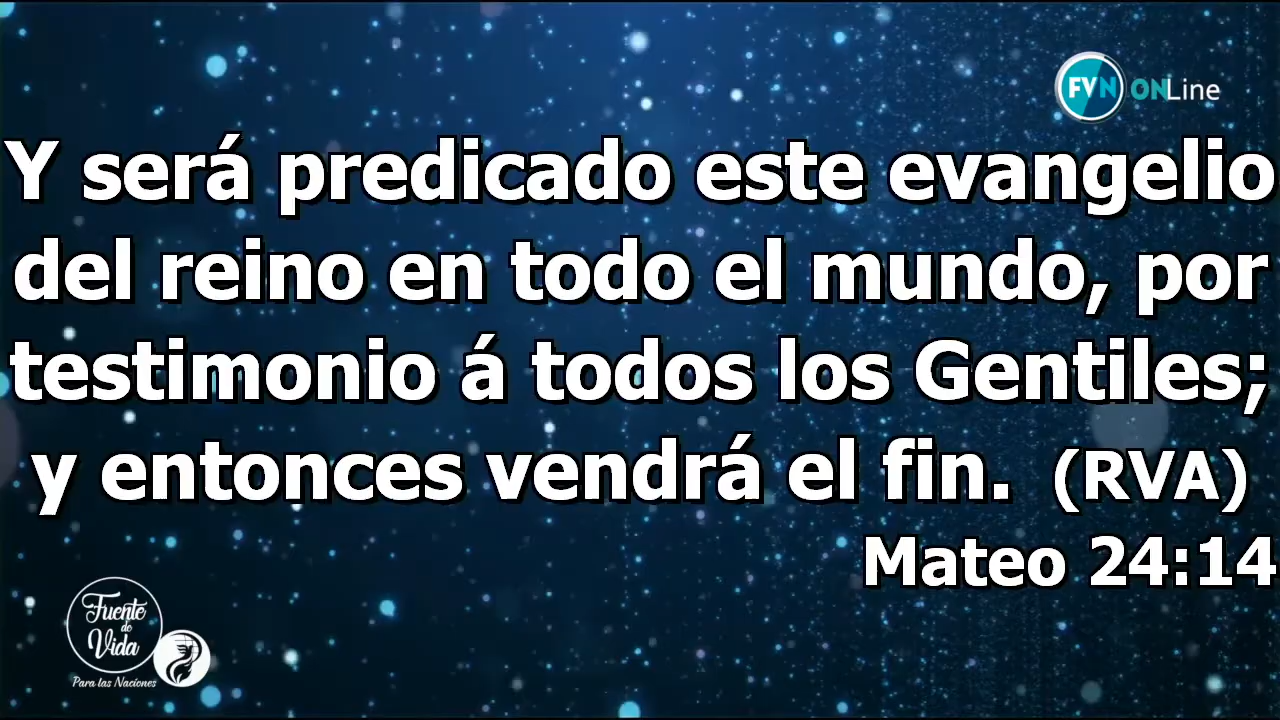 FVN ONLine
Y será predicado este evangelio
del reino en todo el mundo, por
testimonio á todos los Gentiles;
y entonces vendrá el fin. (RVA)
Mateo 24:14
Fuente
de
Vida
Para las Naciones